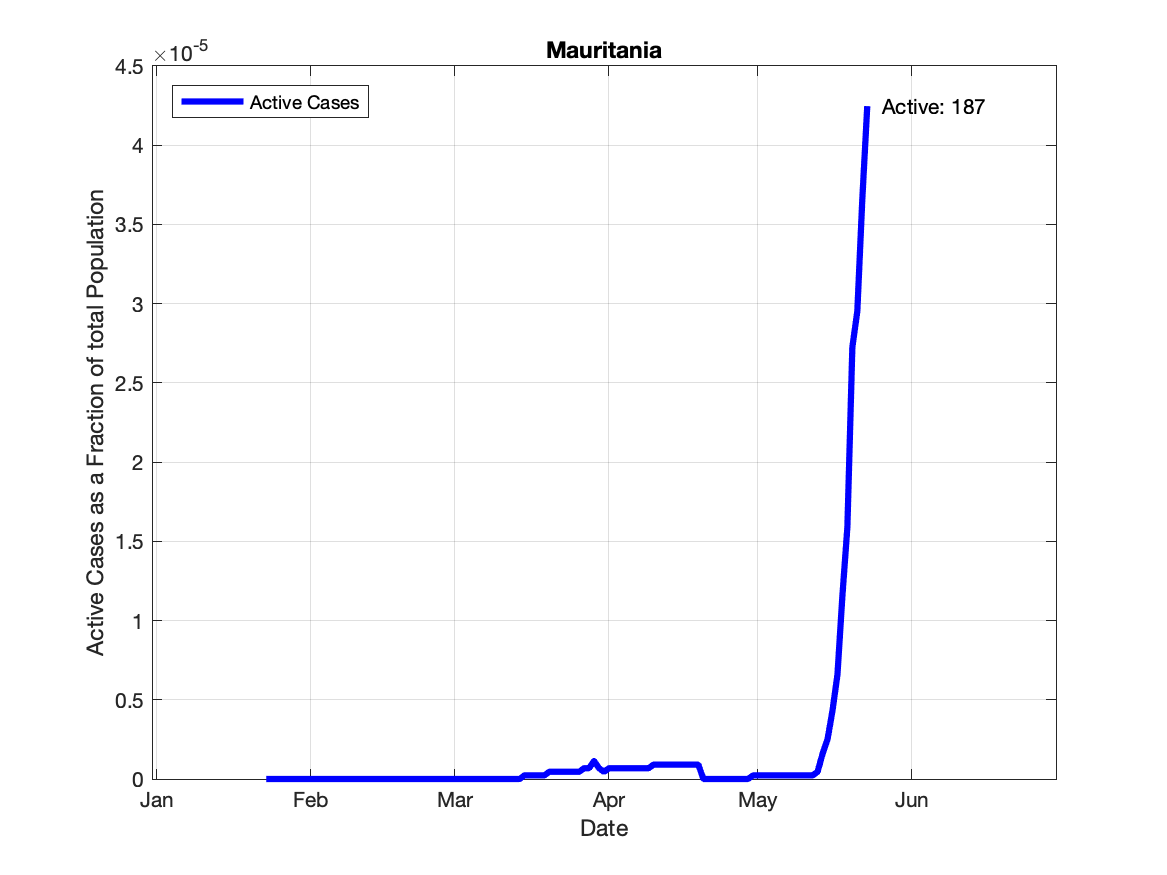 Mauritania
×10-5
4.5
4
3.5
3
2.5
2
1.5
1
0.5
0
Active Cases as a Fraction of total Population
Active Cases
Active: 187
Jan Feb Mar Apr May Jun
Date